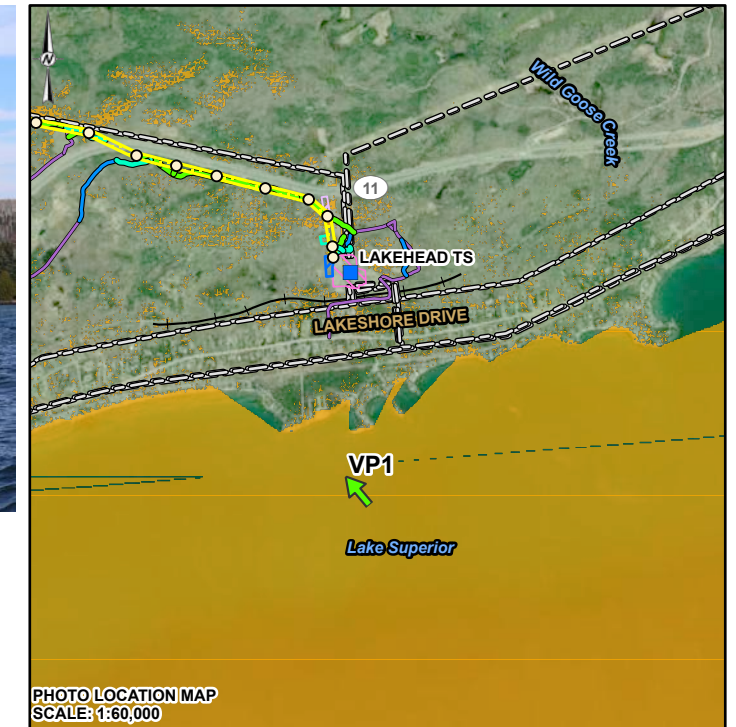 N
Wild Goose Creek
11
LAKEHEAD TS
LAKESHORE DRIVE
VP1
Lake Superior
PHOTO LOCATION MAP
SCALE: 1:60,000